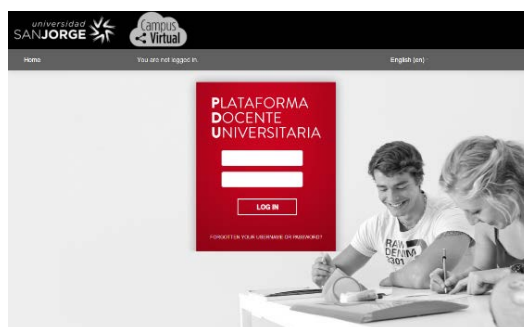 universidad
SANJORGE
Campus
Virtual
Home
You are not logged in.
English (en)
PLATAFORMA
DOCENTE
UNIVERSITARIA
LOG IN
FORGOTTEN YOUR USERNAME OR PASSWORD?
RAW
DENIM
3301